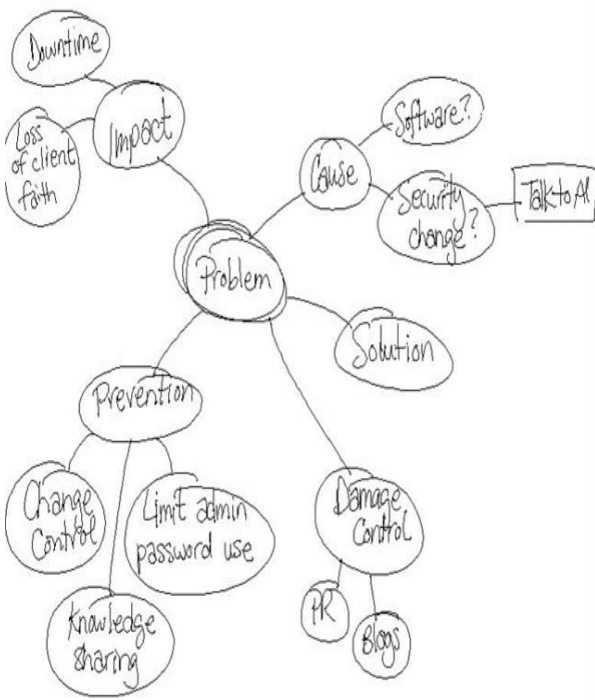 Downtime
Impact
Loss
of client
faith
Software?
Cause
Security
change?
Talk to Al
Problem
Solution
Prevention
Change
Control
Limit admin
password use
Knowledge
sharing
Damage
Control
PR
Blogs